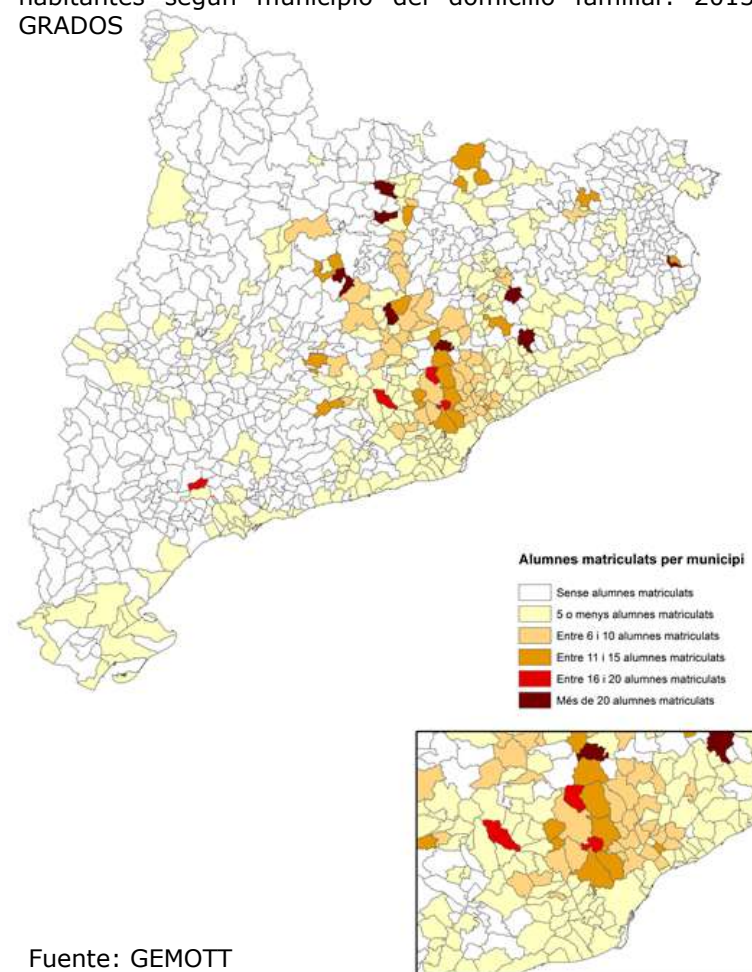 habitantes según municipio del domicilio familiar. 2015
GRADOS
Alumnes matriculats per municipi
Sense alumnes matriculats
5 o menys alumnes matriculats
Entre 6 i 10 alumnes matriculats
Entre 11 i 15 alumnes matriculats
Entre 16 i 20 alumnes matriculats
Més de 20 alumnes matriculats
Fuente: GEMOTT